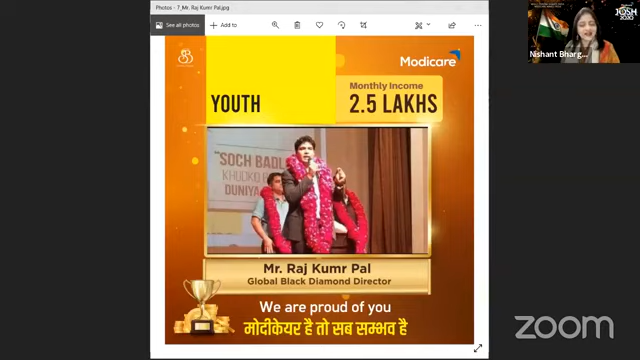 Photos - 7_Mr. Raj Kumr Pal.jpg
See all photos
Add to
Modicare
YOUTH
Monthly Income
2.5 LAKHS
"SOCH BADL
KHUDKO B
DUNIYA
Mr. Raj Kumr Pal
Global Black Diamond Director
We are proud of you
मोदीकेयर है तो सब सम्भव है
JOSH
Nishant Bharg...
zoom